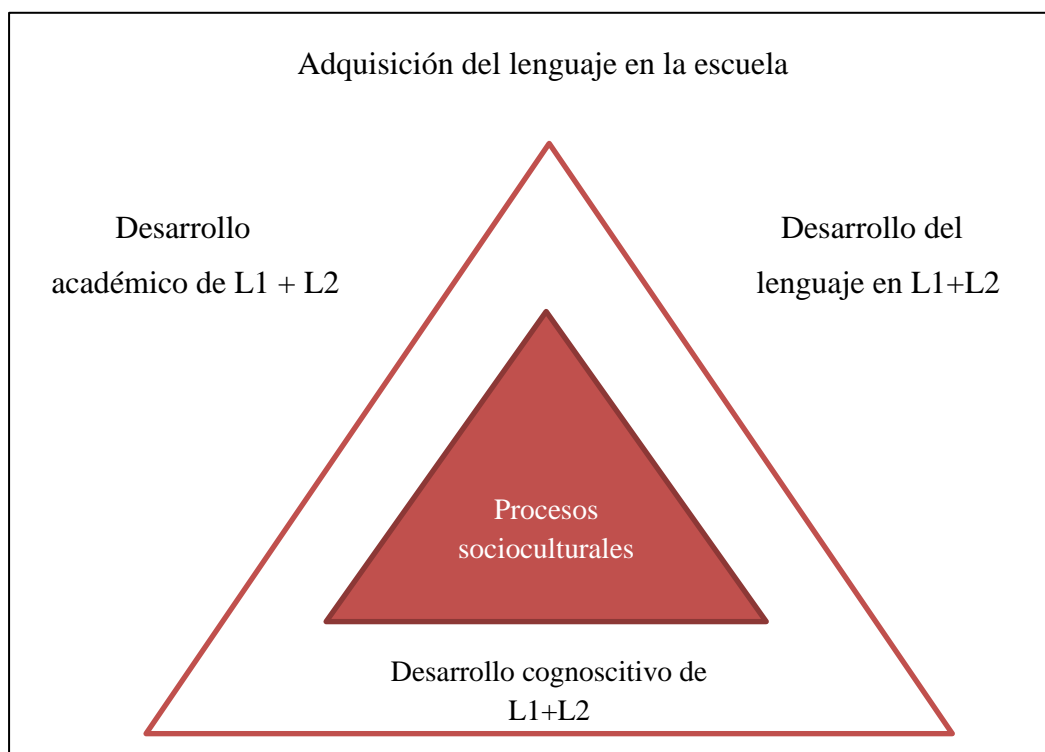 Adquisición del lenguaje en la escuela
Desarrollo
académico de L1 + L2
Desarrollo del
lenguaje en L1+L2
Procesos
socioculturales
Desarrollo cognoscitivo de
L1+L2